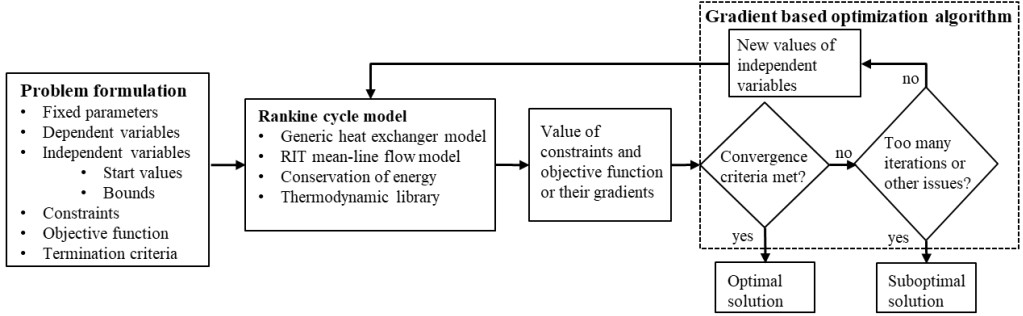 Gradient based optimization algorithm
Problem formulation
• Fixed parameters
• Dependent variables
• Independent variables
• Start values
• Bounds
• Constraints
• Objective function
• Termination criteria
Rankine cycle model
• Generic heat exchanger model
• RIT mean-line flow model
• Conservation of energy
• Thermodynamic library
Value of
constraints and
objective function
or their gradients
New values of
independent
variables
Convergence
criteria met?
no
Too many
iterations or
other issues?
no
yes
yes
Optimal
solution
Suboptimal
solution